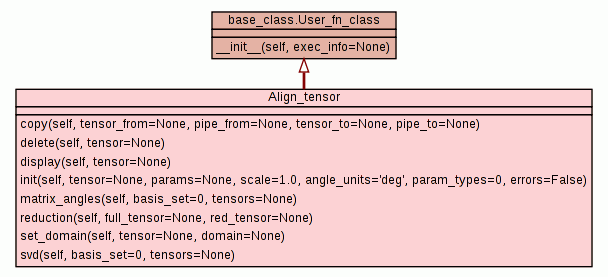 base_class.User_fn_class
__init__(self, exec_info=None)
Align_tensor
copy(self, tensor_from=None, pipe_from=None, tensor_to=None, pipe_to=None)
delete(self, tensor=None)
display(self, tensor=None)
init(self, tensor=None, params=None, scale=1.0, angle_units='deg', param_types=0, errors=False)
matrix_angles(self, basis_set=0, tensors=None)
reduction(self, full_tensor=None, red_tensor=None)
set_domain(self, tensor=None, domain=None)
svd(self, basis_set=0, tensors=None)